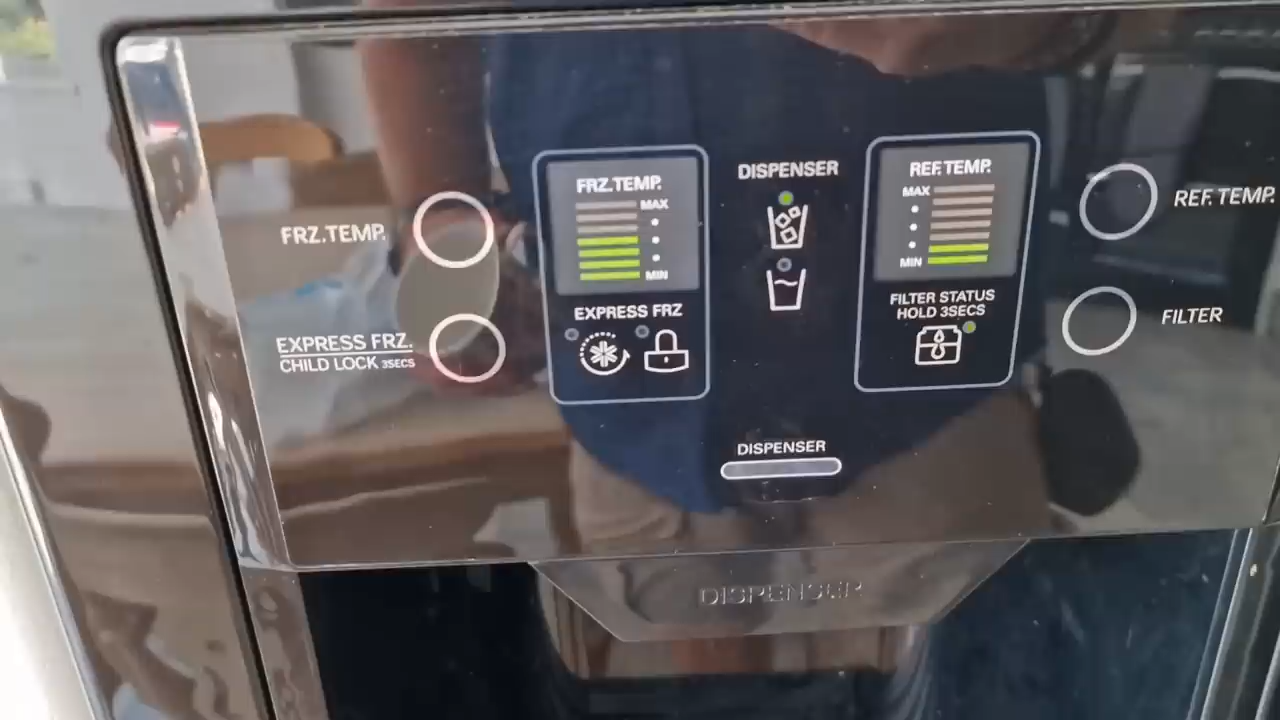 FRZ.TEMP.
EXPRESS FRZ.
CHILD LOCK 3SECS
FRZ.TEMP.
MAX
MIN
EXPRESS FRZ
DISPENSER
DISPENSER
REF.TEMP.
MAX
MIN
FILTER STATUS
HOLD 3SECS
REF.TEMP.
FILTER
DISPENSER